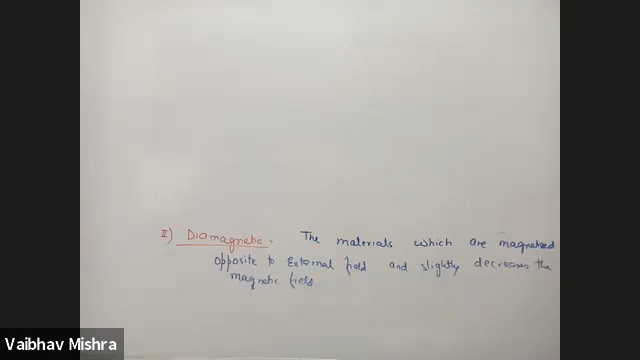 II) Diamagnetic. The materials which are magnetized
opposite to External field and slightly decreases the
magnetic field.
Vaibhav Mishra